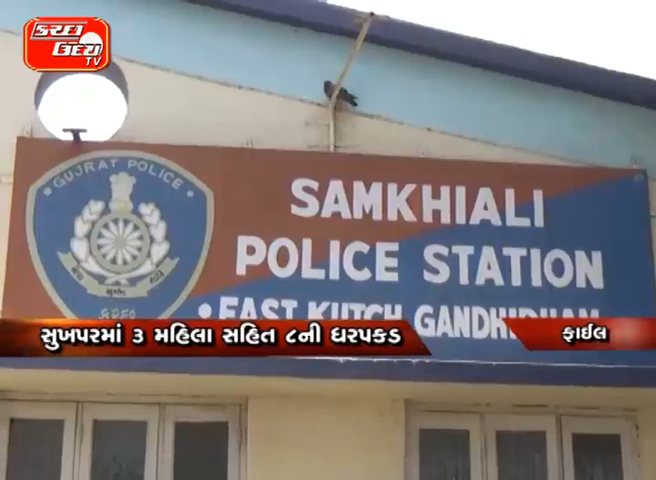 કચ્છ
ઉદય
TV
GUJRAT POLICE
SAMKHIALI
POLICE STATION
EAST KUTCH GANDHIDHAM
સુખપરમાં ૩ મહિલા સહિત ૮ની ધરપકડ
ફાઈલ